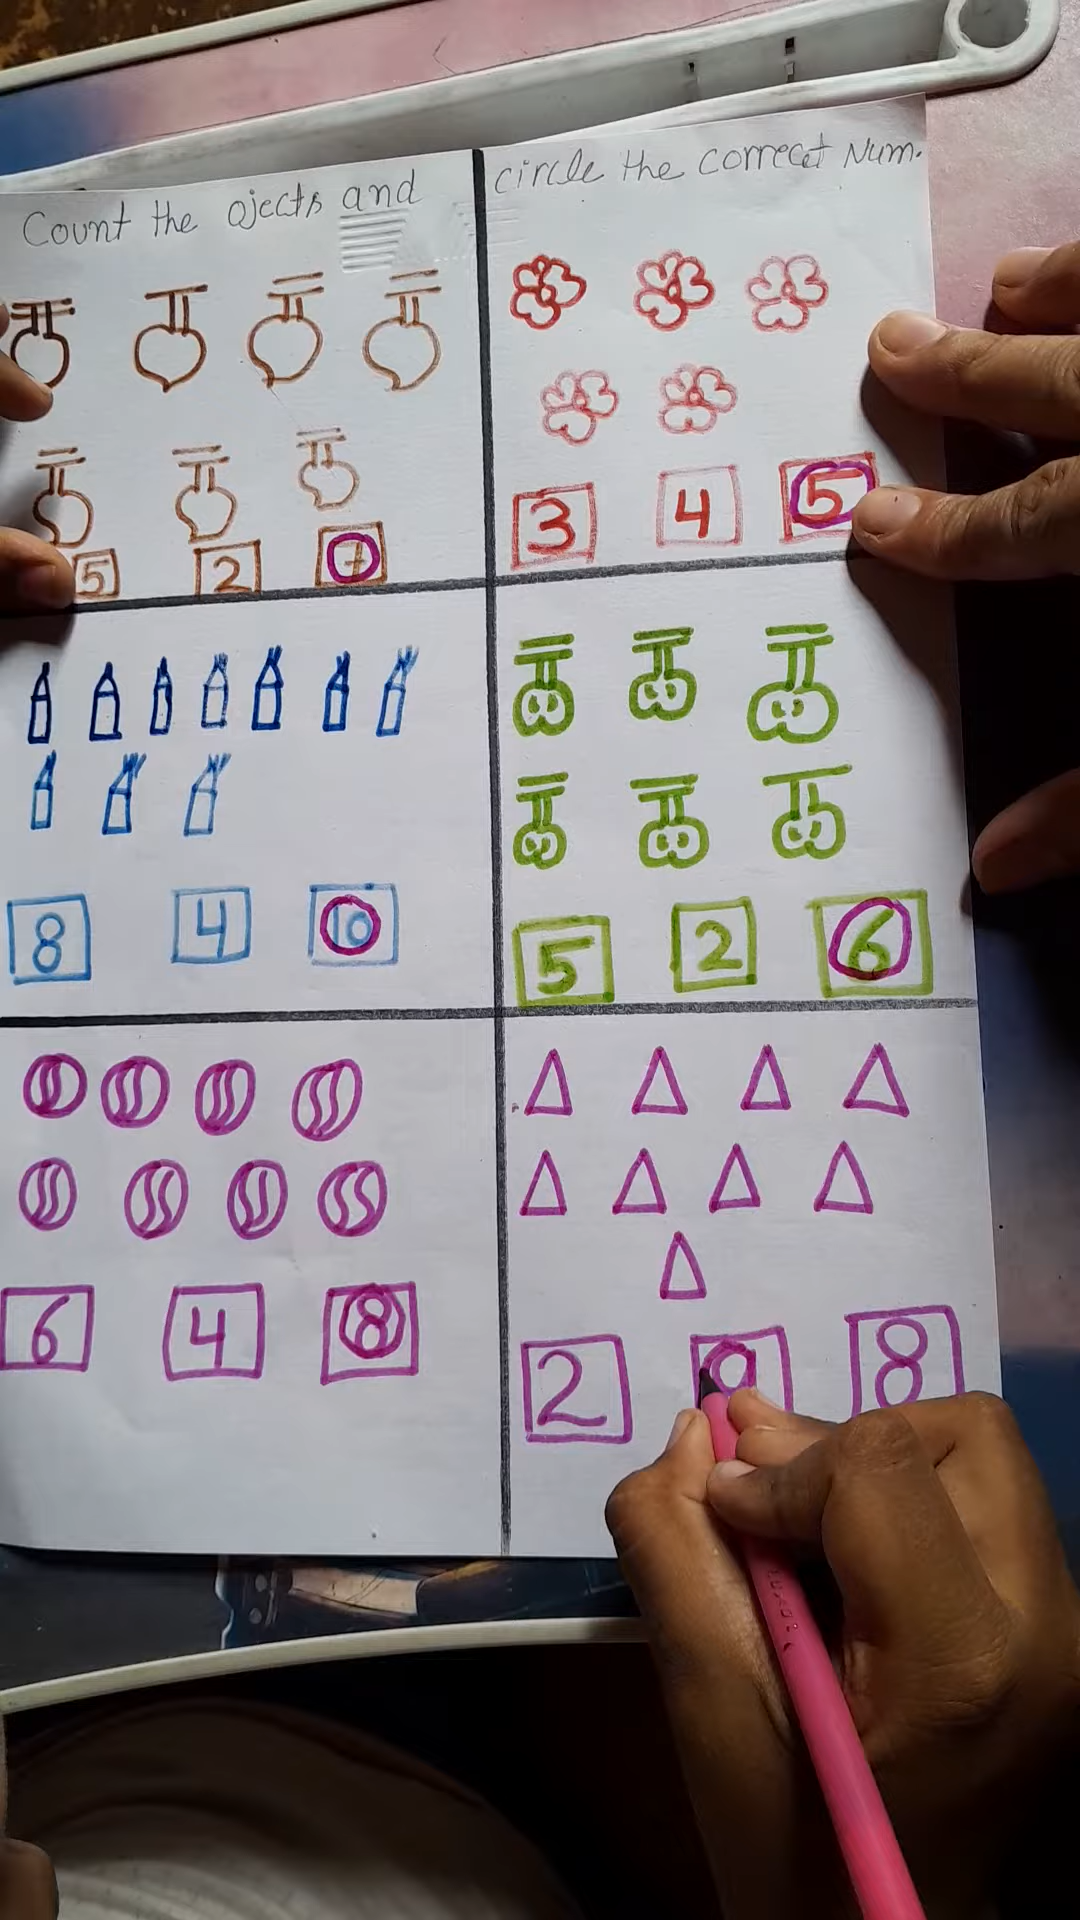 Count the ojects and
circle the correcet Num.
5 2 7
3 4 5
8 4 10
5 2 6
6 4 8
2 9 8